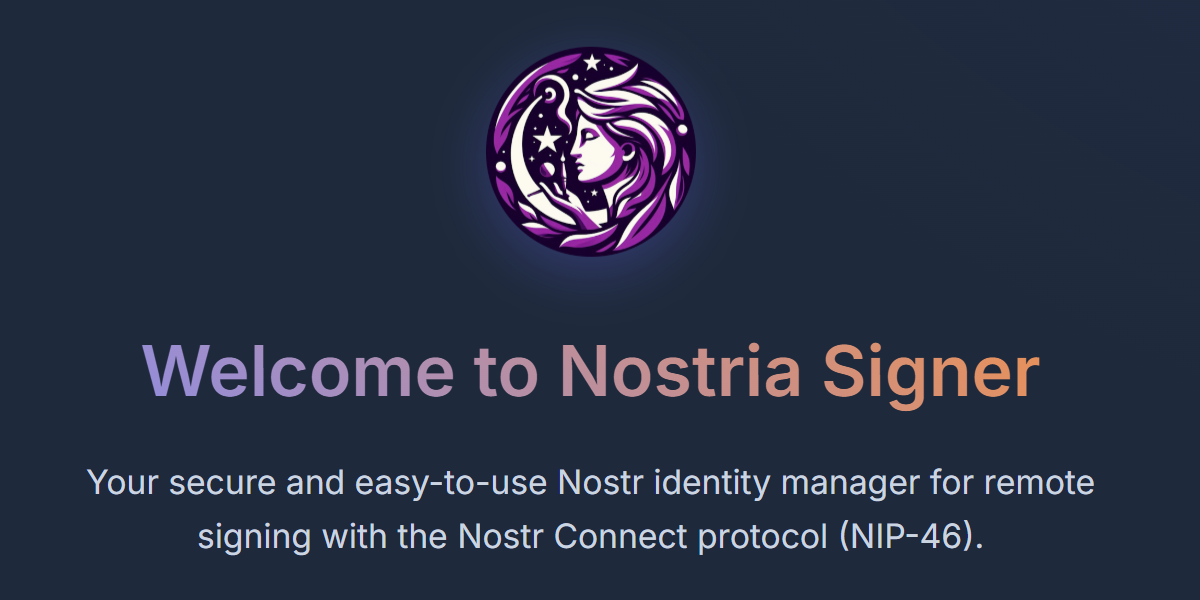 Welcome to Nostria Signer
Your secure and easy-to-use Nostr identity manager for remote
signing with the Nostr Connect protocol (NIP-46).